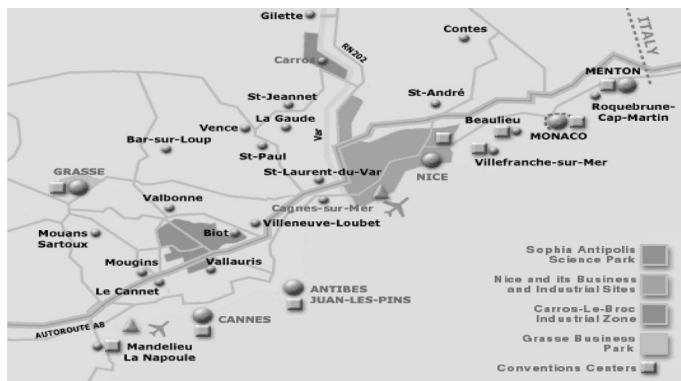 Gilette
Carros
RN202
Contes
ITALY
MENTON
Roquebrune-
Cap-Martin
St-André
Beaulieu
MONACO
St-Jeannet
La Gaude
Vence
Var
Bar-sur-Loup
St-Paul
Villefranche-sur-Mer
NICE
St-Laurent-du-Var
GRASSE
Valbonne
Cagnes-sur-Mer
Villeneuve-Loubet
Mouans
Sartoux
Biot
Mougins
Vallauris
Le Cannet
ANTIBES
JUAN-LES-PINS
CANNES
AUTOROUTE A8
Mandelieu
La Napoule
Sophia Antipolis
Science Park
Nice and its Business
and Industrial Sites
Carros-Le-Broc
Industrial Zone
Grasse Business
Park
Conventions Centers